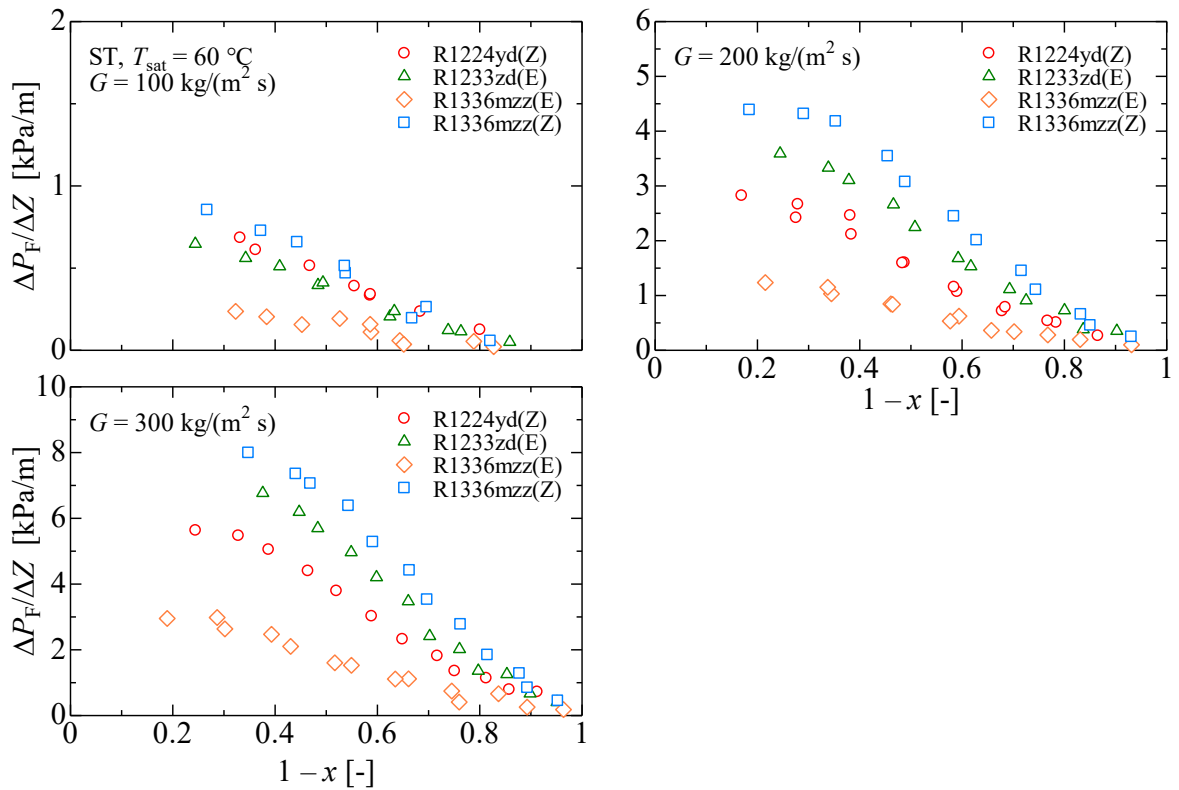 2
ST, T_sat = 60 °C
G = 100 kg/(m² s)
R1224yd(Z)
R1233zd(E)
R1336mzz(E)
R1336mzz(Z)
1
0
ΔP_F/ΔZ [kPa/m]
6
5
4
3
2
1
0
G = 200 kg/(m² s)
R1224yd(Z)
R1233zd(E)
R1336mzz(E)
R1336mzz(Z)
0 0.2 0.4 0.6 0.8 1
1 – x [-]
ΔP_F/ΔZ [kPa/m]
10
8
6
4
2
0
G = 300 kg/(m² s)
R1224yd(Z)
R1233zd(E)
R1336mzz(E)
R1336mzz(Z)
0 0.2 0.4 0.6 0.8 1
1 – x [-]